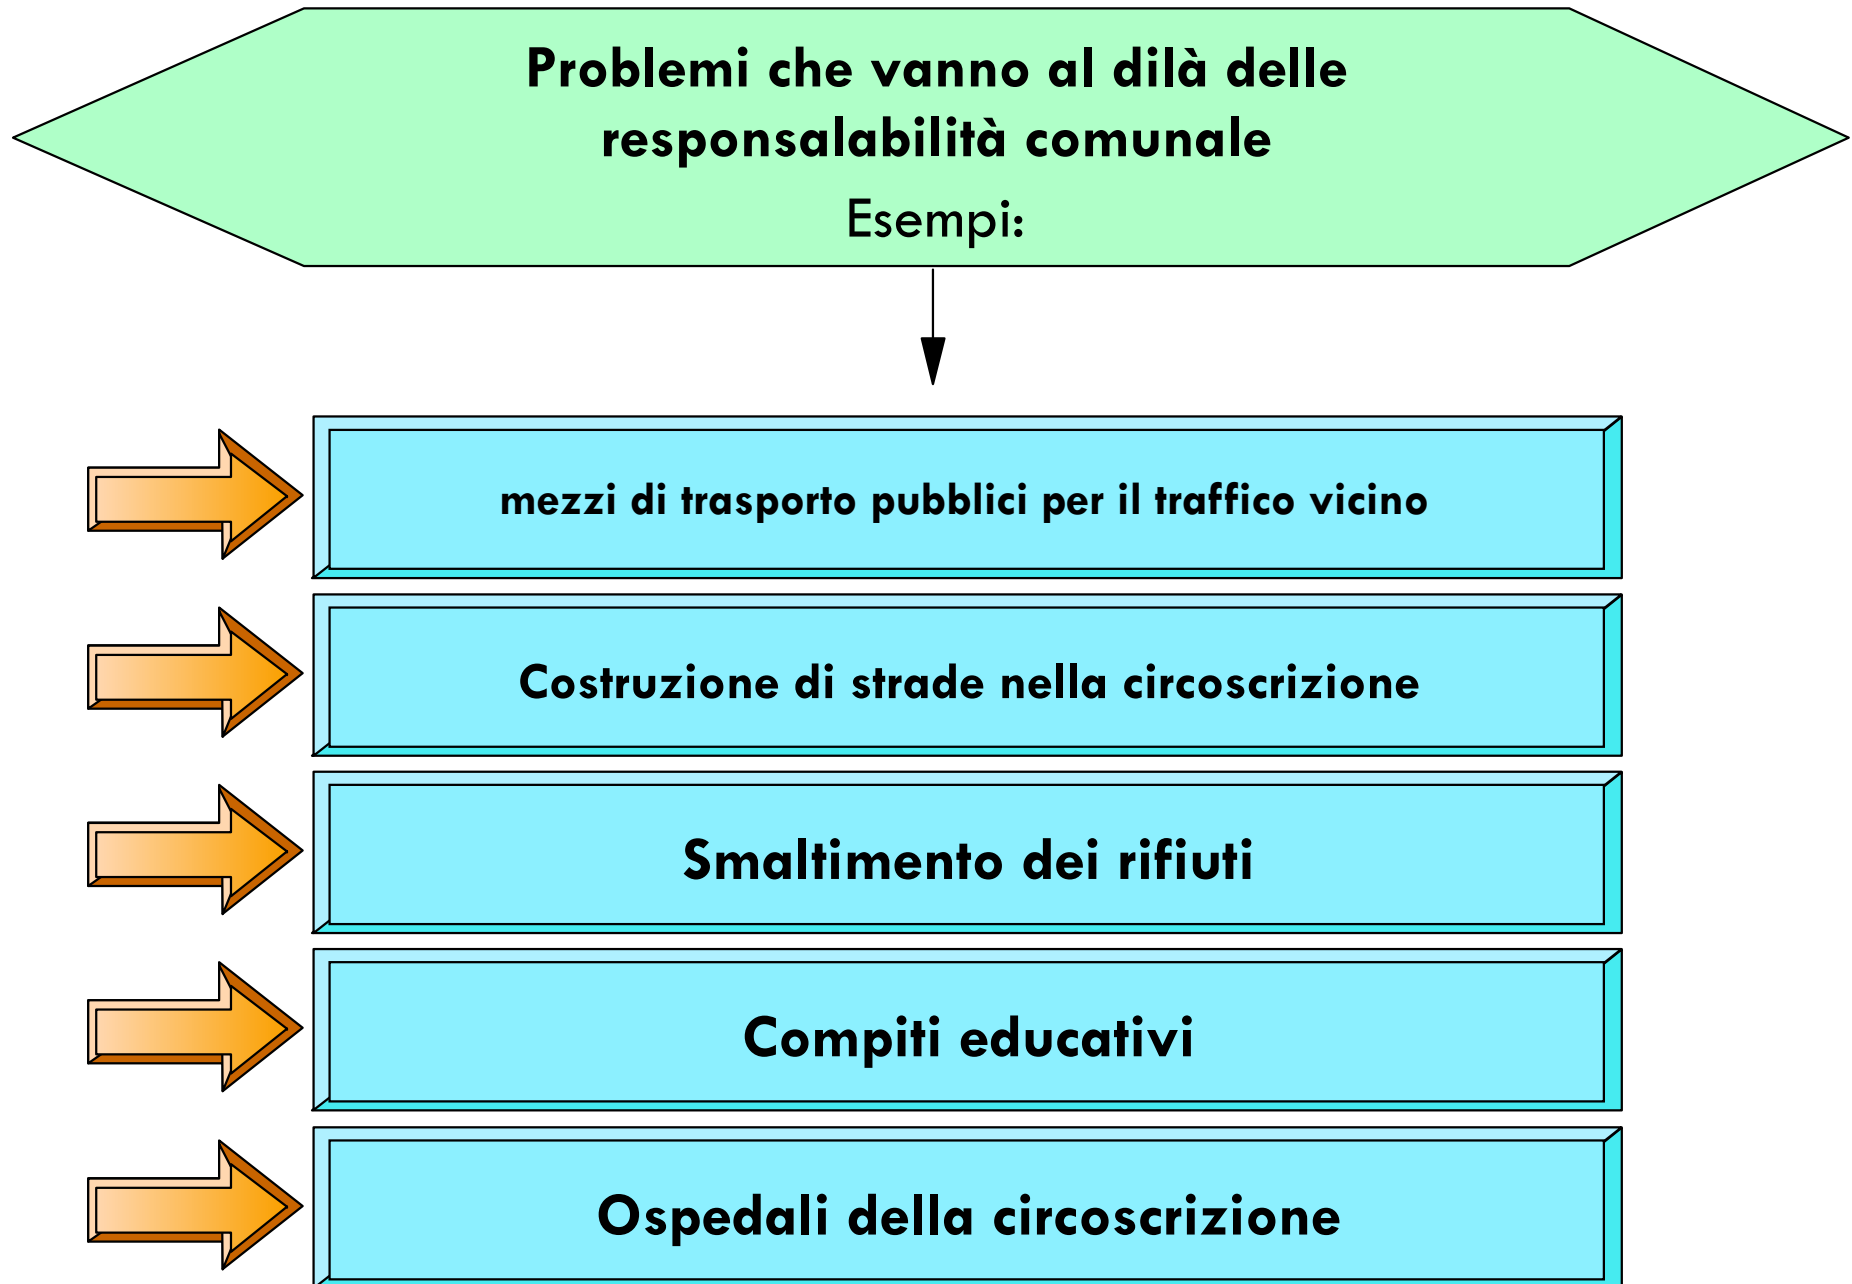 Problemi che vanno al dilà delle
responsalabilità comunale
Esempi:
mezzi di trasporto pubblici per il traffico vicino
Costruzione di strade nella circoscrizione
Smaltimento dei rifiuti
Compiti educativi
Ospedali della circoscrizione